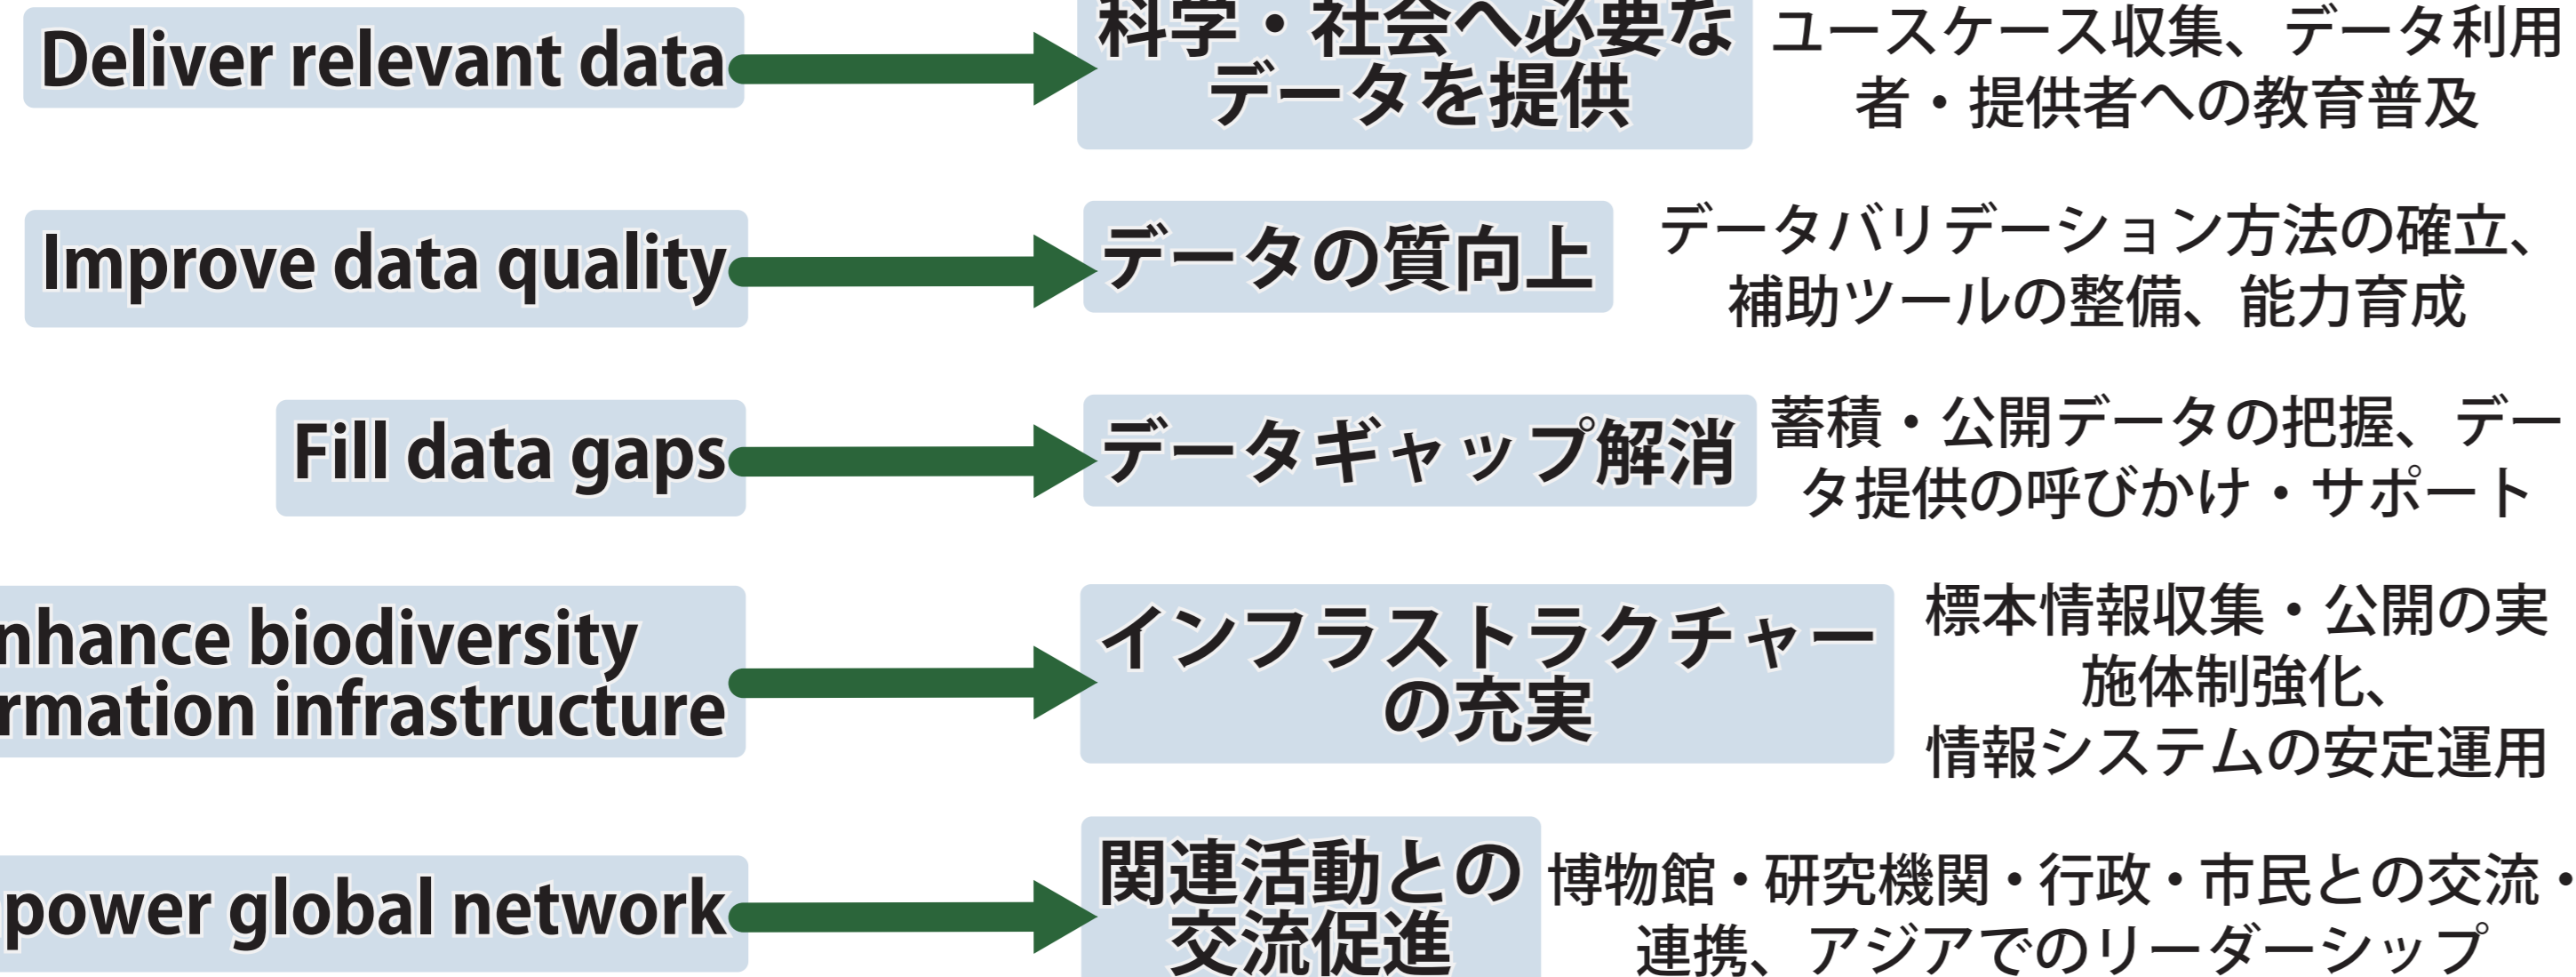 Deliver relevant data
科学・社会へ必要な
データを提供
ユースケース収集、データ利用
者・提供者への教育普及
Improve data quality
データの質向上
データバリデーション方法の確立、
補助ツールの整備、能力育成
Fill data gaps
データギャップ解消
蓄積・公開データの把握、デー
タ提供の呼びかけ・サポート
nhance biodiversity
rmation infrastructure
インフラストラクチャー
の充実
標本情報収集・公開の実
施体制強化、
情報システムの安定運用
power global network
関連活動との
交流促進
博物館・研究機関・行政・市民との交流・
連携、アジアでのリーダーシップ